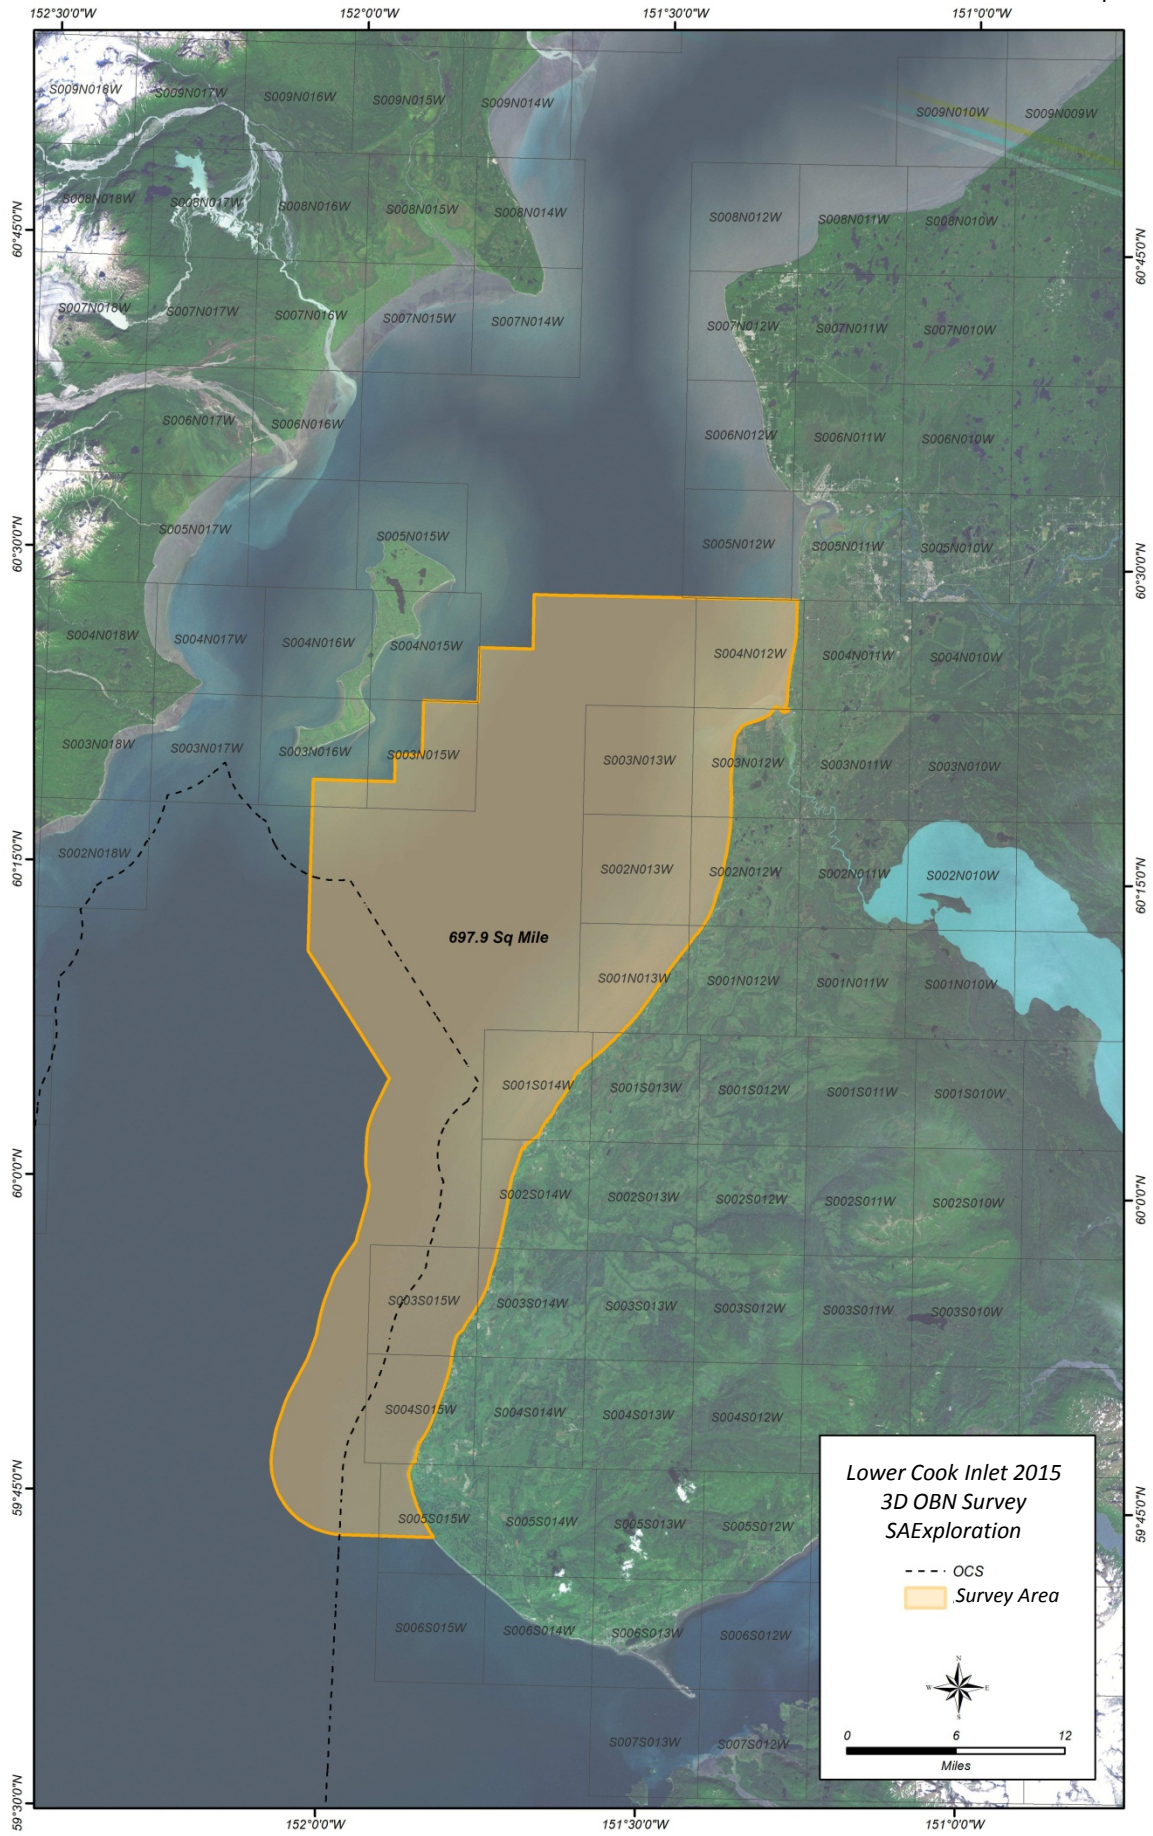 152°30'0"W 152°0'0"W 151°30'0"W 151°0'0"W
S009N018W S009N017W S009N016W S009N015W S009N014W S009N010W S009N009W
S008N018W S008N017W S008N016W S008N015W S008N014W S008N012W S008N011W S008N010W
60°45'0"N 60°45'0"N
S007N018W S007N017W S007N016W S007N015W S007N014W S007N012W S007N011W S007N010W
S006N017W S006N016W S006N012W S006N011W S006N010W
S005N017W S005N015W S005N012W S005N011W S005N010W
60°30'0"N 60°30'0"N
S004N018W S004N017W S004N016W S004N015W S004N012W S004N011W S004N010W
S003N018W S003N017W S003N016W S003N015W S003N013W S003N012W S003N011W S003N010W
S002N018W S002N013W S002N012W S002N011W S002N010W
60°15'0"N 60°15'0"N
697.9 Sq Mile
S001N013W S001N012W S001N011W S001N010W
S001S014W S001S013W S001S012W S001S011W S001S010W
60°0'0"N 60°0'0"N
S002S014W S002S013W S002S012W S002S011W S002S010W
S003S015W S003S014W S003S013W S003S012W S003S011W S003S010W
S004S015W S004S014W S004S013W S004S012W
59°45'0"N 59°45'0"N
S005S015W S005S014W S005S013W S005S012W
S006S015W S006S014W S006S013W S006S012W
S007S013W S007S012W
59°30'0"N
Lower Cook Inlet 2015
3D OBN Survey
SAExploration
OCS
Survey Area
N
W E
S
0 6 12
Miles
152°0'0"W 151°30'0"W 151°0'0"W